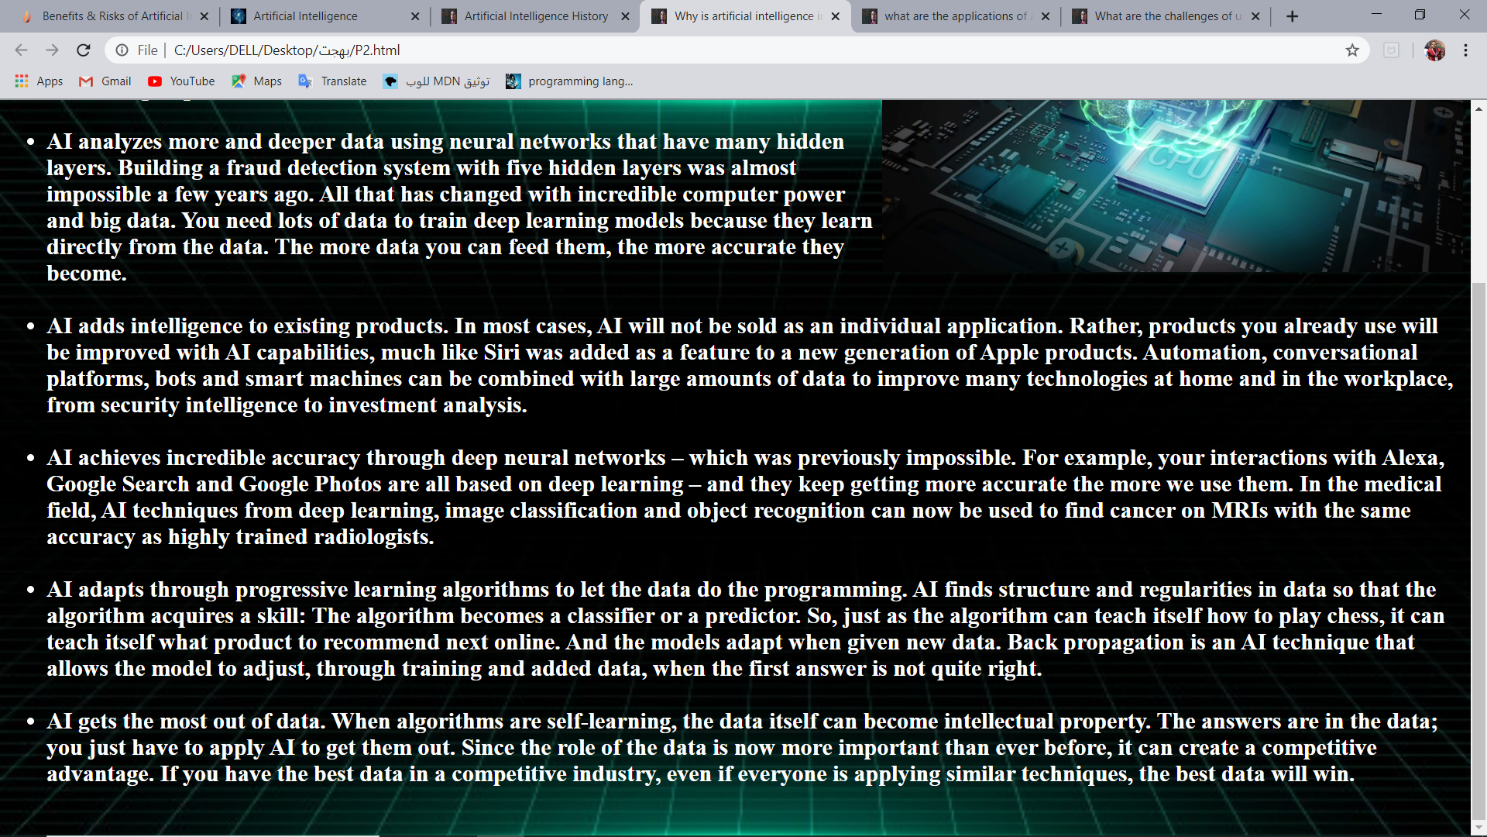 Benefits & Risks of Artificial
Artificial Intelligence
Artificial Intelligence History
Why is artificial intelligence
what are the applications of
What are the challenges of u
File
C:/Users/DELL/Desktop/بهجت/P2.html
Apps
Gmail
YouTube
Maps
Translate
توثيق MDN للوب
programming lang...
CPU
• AI analyzes more and deeper data using neural networks that have many hidden
layers. Building a fraud detection system with five hidden layers was almost
impossible a few years ago. All that has changed with incredible computer power
and big data. You need lots of data to train deep learning models because they learn
directly from the data. The more data you can feed them, the more accurate they
become.
• AI adds intelligence to existing products. In most cases, AI will not be sold as an individual application. Rather, products you already use will
be improved with AI capabilities, much like Siri was added as a feature to a new generation of Apple products. Automation, conversational
platforms, bots and smart machines can be combined with large amounts of data to improve many technologies at home and in the workplace,
from security intelligence to investment analysis.
• AI achieves incredible accuracy through deep neural networks – which was previously impossible. For example, your interactions with Alexa,
Google Search and Google Photos are all based on deep learning – and they keep getting more accurate the more we use them. In the medical
field, AI techniques from deep learning, image classification and object recognition can now be used to find cancer on MRIs with the same
accuracy as highly trained radiologists.
• AI adapts through progressive learning algorithms to let the data do the programming. AI finds structure and regularities in data so that the
algorithm acquires a skill: The algorithm becomes a classifier or a predictor. So, just as the algorithm can teach itself how to play chess, it can
teach itself what product to recommend next online. And the models adapt when given new data. Back propagation is an AI technique that
allows the model to adjust, through training and added data, when the first answer is not quite right.
• AI gets the most out of data. When algorithms are self-learning, the data itself can become intellectual property. The answers are in the data;
you just have to apply AI to get them out. Since the role of the data is now more important than ever before, it can create a competitive
advantage. If you have the best data in a competitive industry, even if everyone is applying similar techniques, the best data will win.